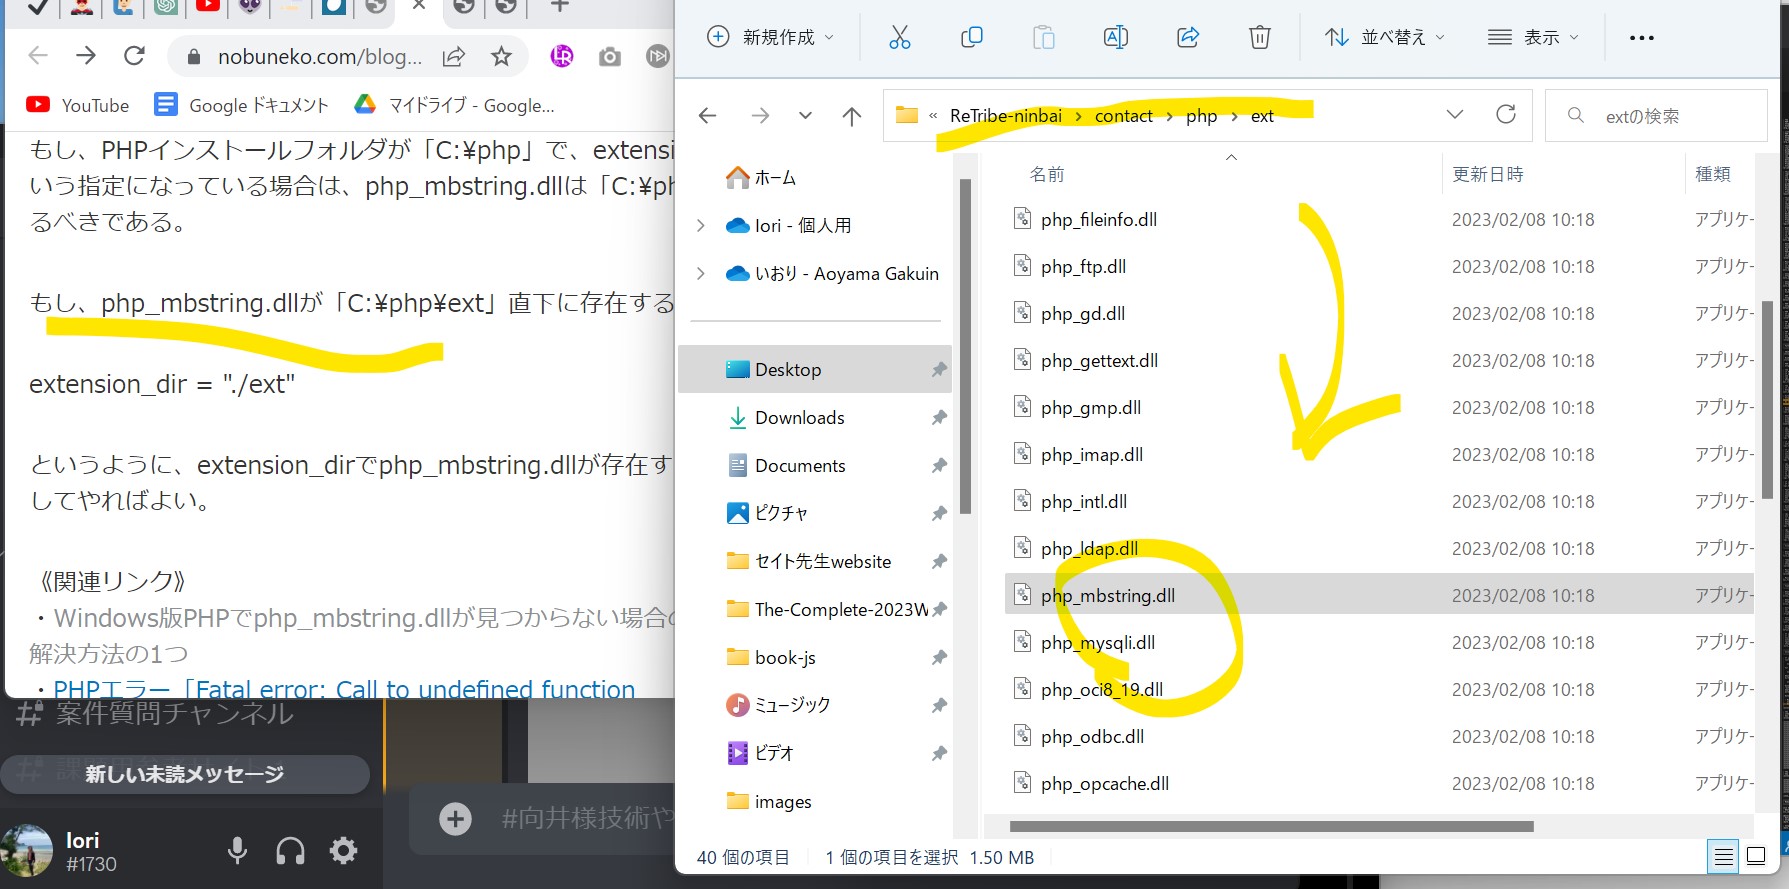 nobuneko.com/blog...
YouTube
Google ドキュメント
マイドライブ - Google...
もし、PHPインストールフォルダが「C:¥php」で、extensi
いう指定になっている場合は、php_mbstring.dllは「C:¥ph
るべきである。
もし、php_mbstring.dllが「C:¥php¥ext」直下に存在する
extension_dir = "./ext"
というように、extension_dirでphp_mbstring.dllが存在す
してやればよい。
《関連リンク》
・Windows版PHPでphp_mbstring.dllが見つからない場合の
解決方法の1つ
・PHPエラー「Fatal error: Call to undefined function
案件質問チャンネル
新しい未読メッセージ
Iori
#1730
#向井様技術や
新規作成
並べ替え
表示
« ReTribe-ninbai › contact › php › ext
extの検索
ホーム
Iori - 個人用
いおり - Aoyama Gakuin
Desktop
Downloads
Documents
ピクチャ
セイト先生website
The-Complete-2023W
book-js
ミュージック
ビデオ
images
名前 更新日時 種類
php_fileinfo.dll 2023/02/08 10:18 アプリケ-
php_ftp.dll 2023/02/08 10:18 アプリケ-
php_gd.dll 2023/02/08 10:18 アプリケ-
php_gettext.dll 2023/02/08 10:18 アプリケ-
php_gmp.dll 2023/02/08 10:18 アプリケ-
php_imap.dll 2023/02/08 10:18 アプリケ-
php_intl.dll 2023/02/08 10:18 アプリケ-
php_ldap.dll 2023/02/08 10:18 アプリケ-
php_mbstring.dll 2023/02/08 10:18 アプリケ-
php_mysqli.dll 2023/02/08 10:18 アプリケ-
php_oci8_19.dll 2023/02/08 10:18 アプリケ-
php_odbc.dll 2023/02/08 10:18 アプリケ-
php_opcache.dll 2023/02/08 10:18 アプリケ-
40 個の項目 1 個の項目を選択 1.50 MB